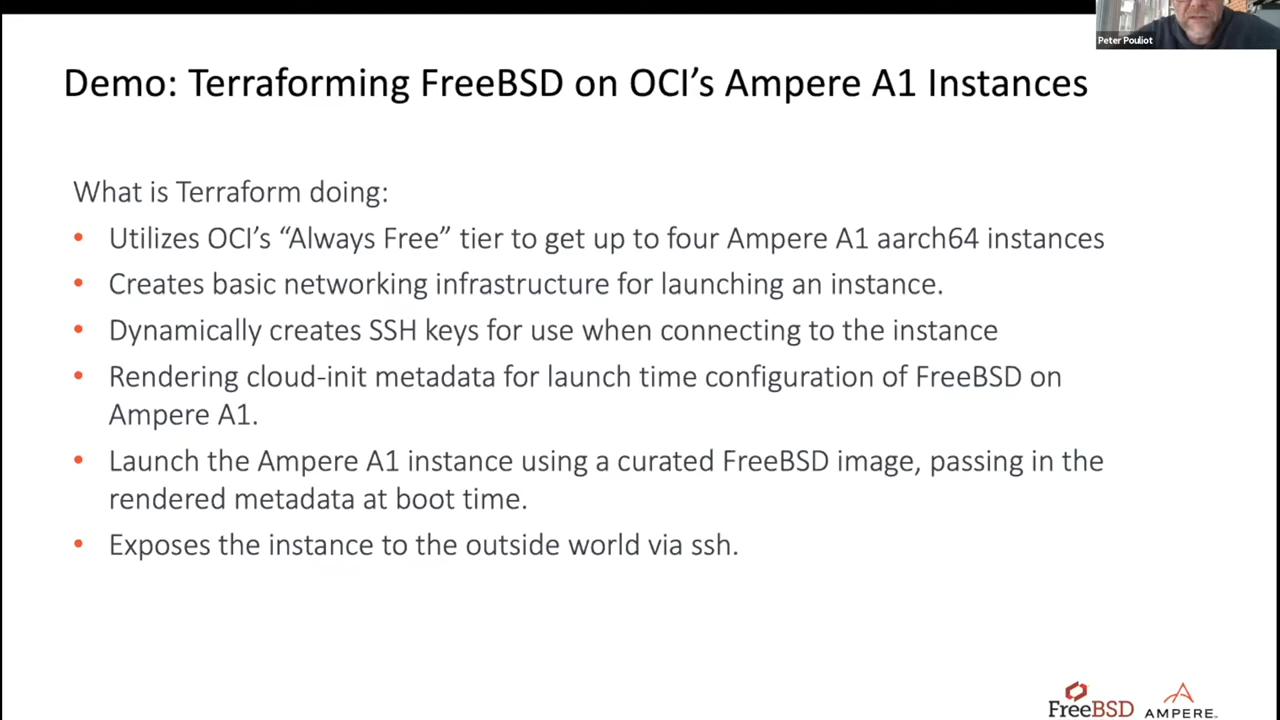 Peter Pouliot
Demo: Terraforming FreeBSD on OCI's Ampere A1 Instances
What is Terraform doing:
• Utilizes OCI's “Always Free” tier to get up to four Ampere A1 aarch64 instances
• Creates basic networking infrastructure for launching an instance.
• Dynamically creates SSH keys for use when connecting to the instance
• Rendering cloud-init metadata for launch time configuration of FreeBSD on
Ampere A1.
• Launch the Ampere A1 instance using a curated FreeBSD image, passing in the
rendered metadata at boot time.
• Exposes the instance to the outside world via ssh.
FreeBSD AMPERE